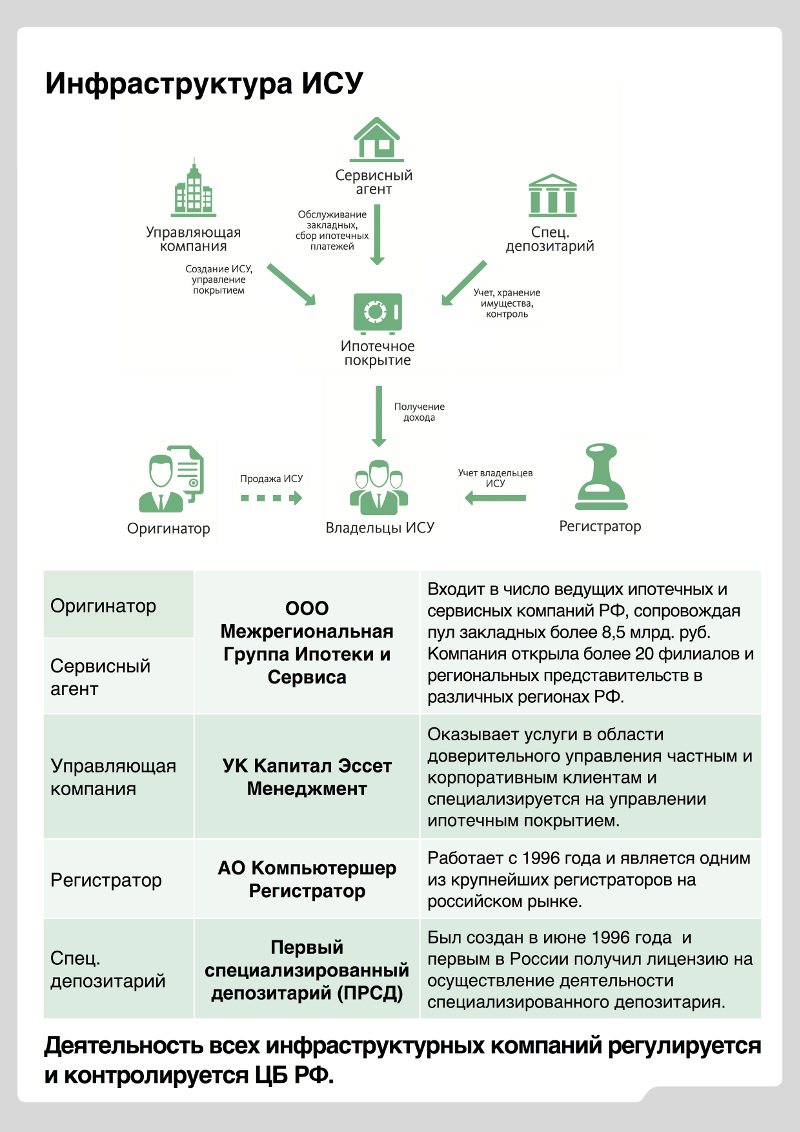 Инфраструктура ИСУ
Сервисный
агент
Управляющая
компания
Спец.
депозитарий
Обслуживание
закладных,
сбор ипотечных
платежей
Создание ИСУ,
управление
покрытием
Учет, хранение
имущества,
контроль
Ипотечное
покрытие
Получение
дохода
Продажа ИСУ
Учет владельцев
ИСУ
Оригинатор
Владельцы ИСУ
Регистратор
Оригинатор
Сервисный
агент
ООО
Межрегиональная
Группа Ипотеки и
Сервиса
Входит в число ведущих ипотечных и
сервисных компаний РФ, сопровождая
пул закладных более 8,5 млрд. руб.
Компания открыла более 20 филиалов и
региональных представительств в
различных регионах РФ.
Управляющая
компания
УК Капитал Эссет
Менеджмент
Оказывает услуги в области
доверительного управления частным и
корпоративным клиентам и
специализируется на управлении
ипотечным покрытием.
Регистратор
АО Компьютершер
Регистратор
Работает с 1996 года и является одним
из крупнейших регистраторов на
российском рынке.
Спец.
депозитарий
Первый
специализированный
депозитарий (ПРСД)
Был создан в июне 1996 года и
первым в России получил лицензию на
осуществление деятельности
специализированного депозитария.
Деятельность всех инфраструктурных компаний регулируется
и контролируется ЦБ РФ.